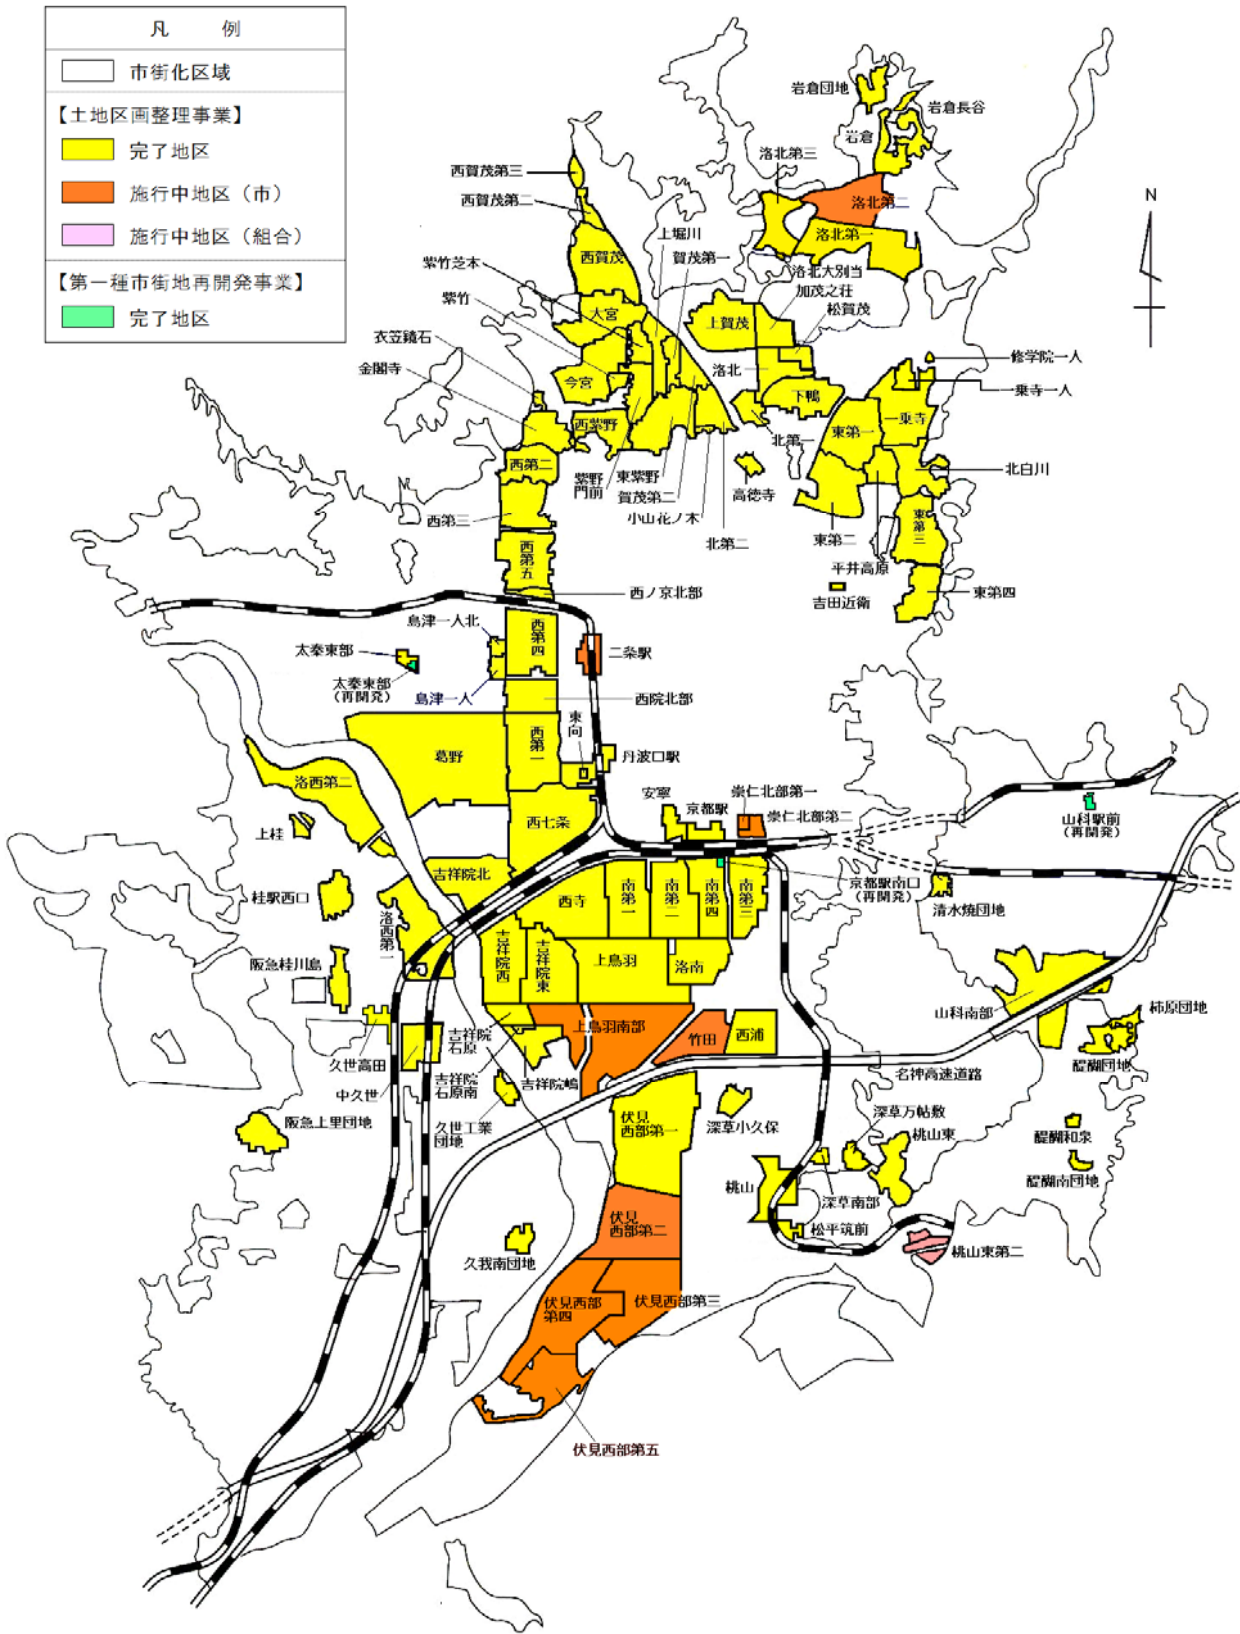 凡　例
市街化区域
【土地区画整理事業】
完了地区
施行中地区（市）
施行中地区（組合）
【第一種市街地再開発事業】
完了地区
岩倉団地
岩倉長谷
岩倉
洛北第三
洛北第二
洛北第一
洛北大別当
西賀茂第三
西賀茂第二
上堀川
賀茂第一
西賀茂
紫竹芝本
紫竹
大宮
衣笠鏡石
金閣寺
今宮
上賀茂
加茂之荘
松賀茂
洛北
下鴨
N
修学院一人
一乗寺一人
一乗寺
東第一
北白川
西紫野
北第一
西第二
紫野
門前
東紫野
賀茂第二
小山花ノ木
北第二
高徳寺
西第三
東第二
平井高原
東第三
東第四
吉田近衛
西第五
西ノ京北部
島津一人北
西第四
二条駅
太秦東部
太秦東部
（再開発）
島津一人
西院北部
東向
西第一
葛野
丹波口駅
洛西第二
安寧
京都駅
崇仁北部第一
崇仁北部第二
山科駅前
（再開発）
西七条
上桂
吉祥院北
桂駅西口
西寺
南第一
南第二
南第四
南第三
京都駅南口
（再開発）
清水焼団地
洛西第一
吉祥院西
吉祥院東
上鳥羽
洛南
阪急桂川島
山科南部
柿原団地
醍醐団地
上鳥羽南部
竹田
西浦
久世高田
中久世
吉祥院
石原
吉祥院
石原南
吉祥院嶋
名神高速道路
久世工業
団地
阪急上里団地
伏見
西部第一
深草小久保
深草万帖敷
桃山東
醍醐和泉
醍醐南団地
桃山
深草南部
松平筑前
伏見
西部第二
桃山東第二
久我南団地
伏見西部
第四
伏見西部第三
伏見西部第五